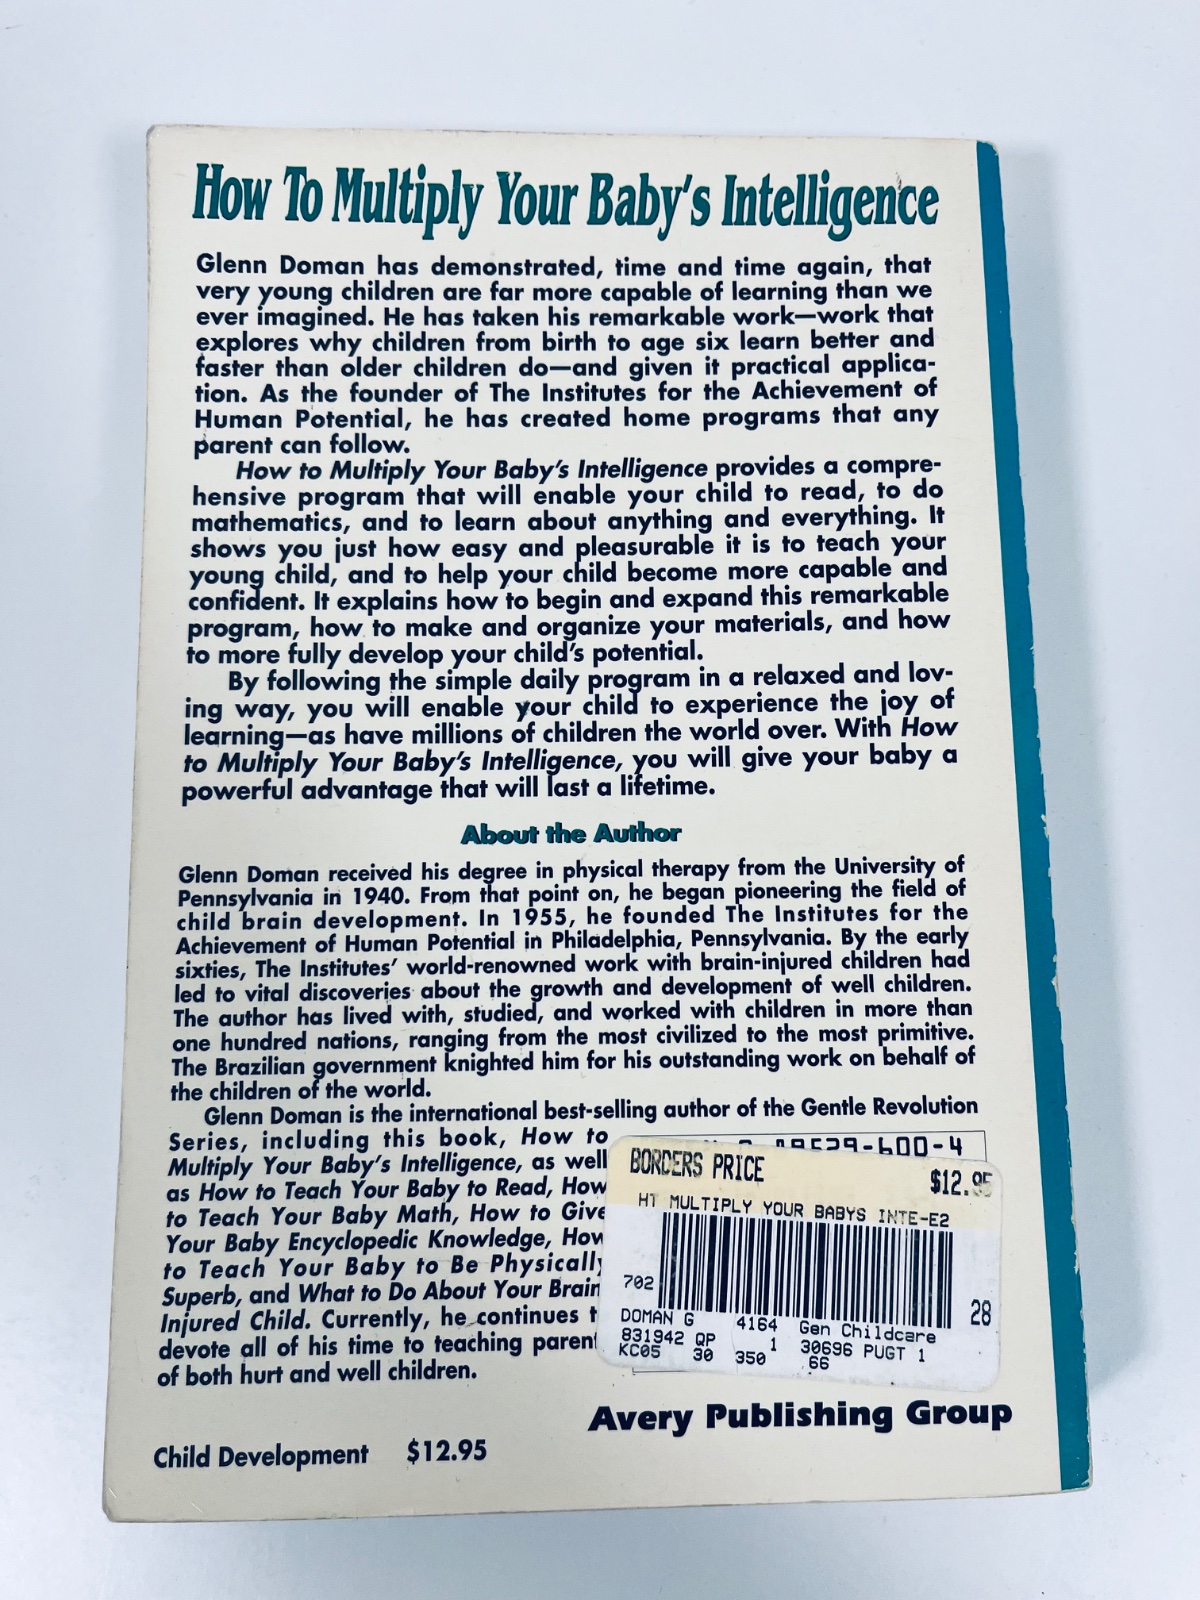 How To Multiply Your Baby's Intelligence
Glenn Doman has demonstrated, time and time again, that
very young children are far more capable of learning than we
ever imagined. He has taken his remarkable work—work that
explores why children from birth to age six learn better and
faster than older children do—and given it practical applica-
tion. As the founder of The Institutes for the Achievement of
Human Potential, he has created home programs that any
parent can follow.
How to Multiply Your Baby's Intelligence provides a compre-
hensive program that will enable your child to read, to do
mathematics, and to learn about anything and everything. It
shows you just how easy and pleasurable it is to teach your
young child, and to help your child become more capable and
confident. It explains how to begin and expand this remarkable
program, how to make and organize your materials, and how
to more fully develop your child's potential.
By following the simple daily program in a relaxed and lov-
ing way, you will enable your child to experience the joy of
learning—as have millions of children the world over. With How
to Multiply Your Baby's Intelligence, you will give your baby a
powerful advantage that will last a lifetime.
About the Author
Glenn Doman received his degree in physical therapy from the University of
Pennsylvania in 1940. From that point on, he began pioneering the field of
child brain development. In 1955, he founded The Institutes for the
Achievement of Human Potential in Philadelphia, Pennsylvania. By the early
sixties, The Institutes' world-renowned work with brain-injured children had
led to vital discoveries about the growth and development of well children.
The author has lived with, studied, and worked with children in more than
one hundred nations, ranging from the most civilized to the most primitive.
The Brazilian government knighted him for his outstanding work on behalf of
the children of the world.
Glenn Doman is the international best-selling author of the Gentle Revolution
Series, including this book, How to
Multiply Your Baby's Intelligence, as well
as How to Teach Your Baby to Read, How
to Teach Your Baby Math, How to Give
Your Baby Encyclopedic Knowledge, How
to Teach Your Baby to Be Physically
Superb, and What to Do About Your Brain
Injured Child. Currently, he continues t
devote all of his time to teaching parent
of both hurt and well children.
89529-600-4
BORDERS PRICE $12.95
HT MULTIPLY YOUR BABYS INTE-E2
702
28
DOMAN G 4164 Gen Childcare
831942 QP 1 30696 PUGT 1
KC05 30 350 66
Avery Publishing Group
Child Development $12.95